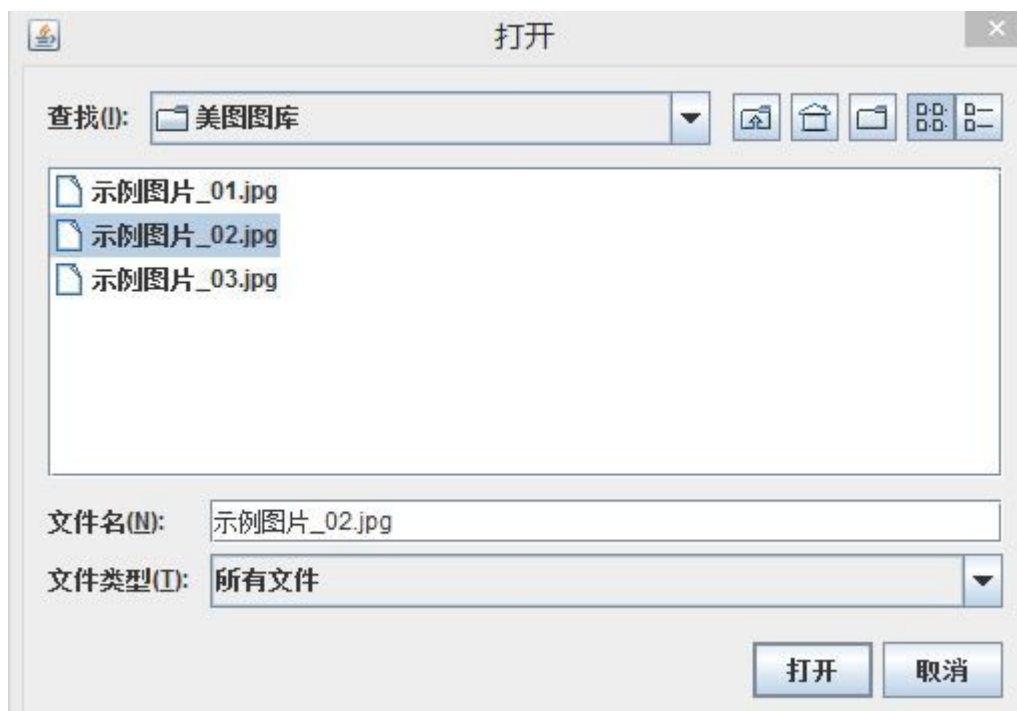 打开
查找(I): 美图图库
示例图片_01.jpg
示例图片_02.jpg
示例图片_03.jpg
文件名(N): 示例图片_02.jpg
文件类型(T): 所有文件
打开 取消